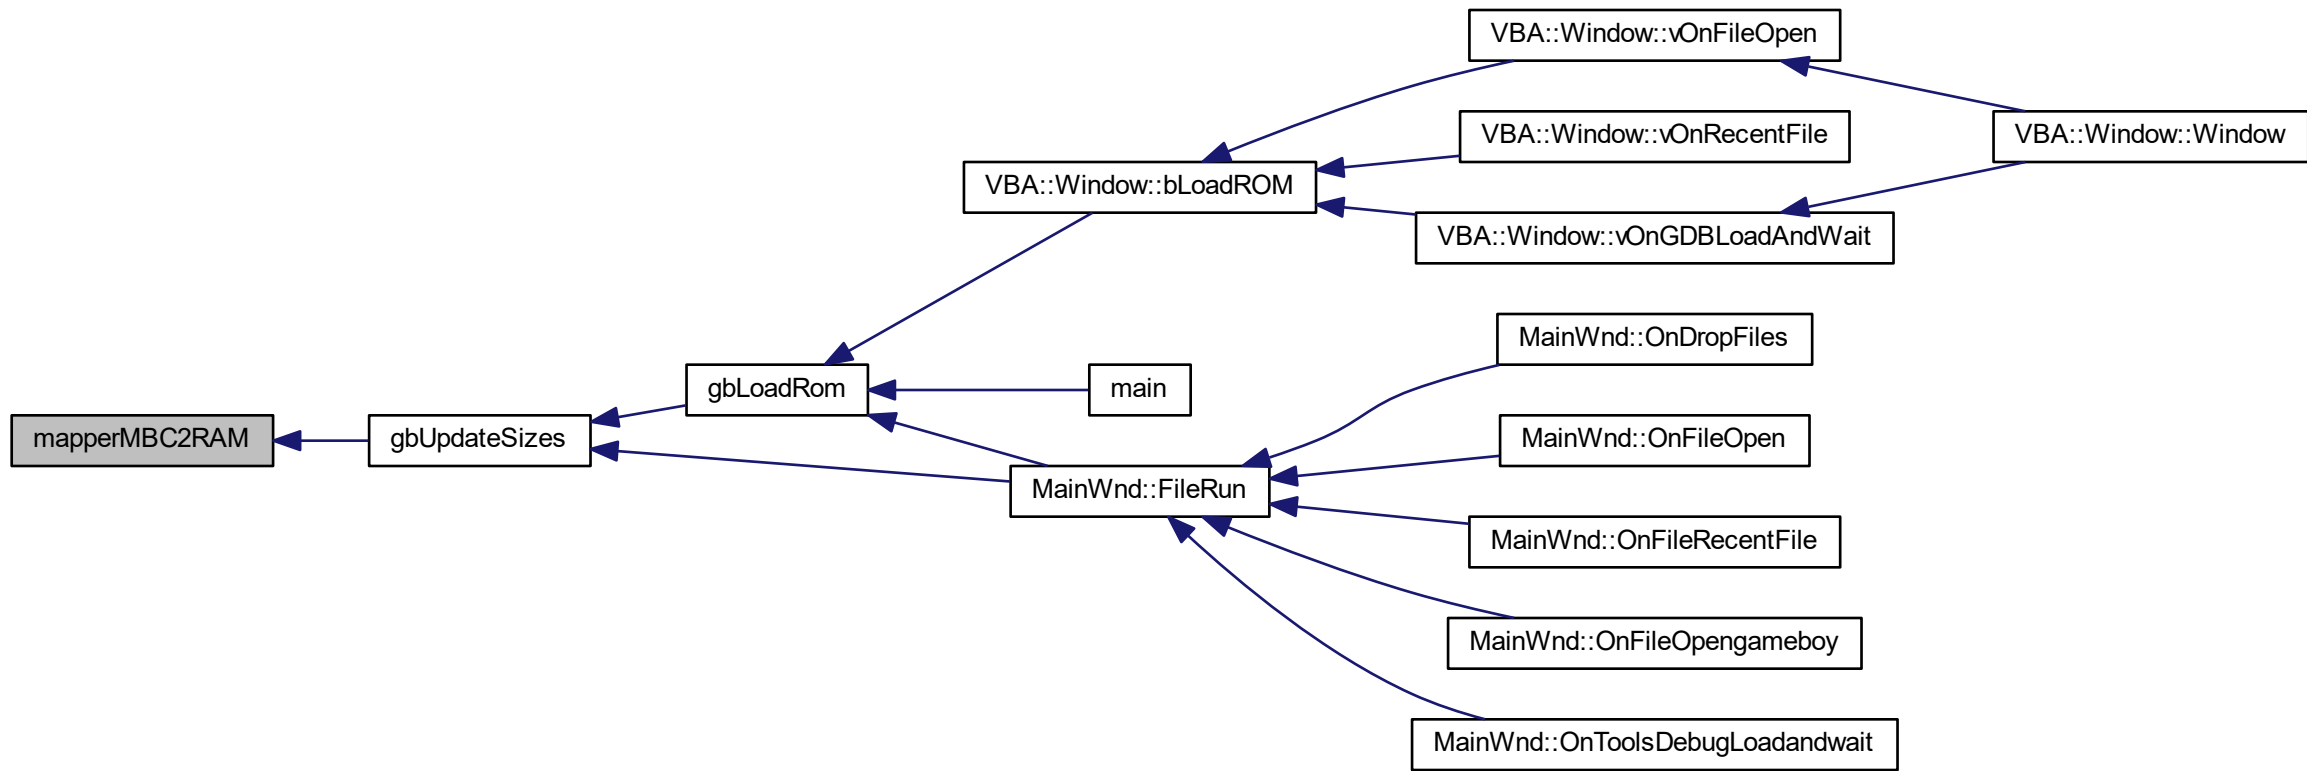 VBA::Window::vOnFileOpen
VBA::Window::vOnRecentFile
VBA::Window::Window
VBA::Window::bLoadROM
VBA::Window::vOnGDBLoadAndWait
MainWnd::OnDropFiles
gbLoadRom
main
mapperMBC2RAM
gbUpdateSizes
MainWnd::OnFileOpen
MainWnd::FileRun
MainWnd::OnFileRecentFile
MainWnd::OnFileOpengameboy
MainWnd::OnToolsDebugLoadandwait